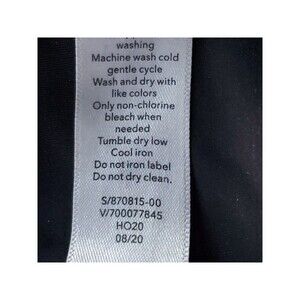 washing
Machine wash cold
gentle cycle
Wash and dry with
like colors
Only non-chlorine
bleach when
needed
Tumble dry low
Cool iron
Do not iron label
Do not dry clean.
S/870815-00
V/700077845
HO20
08/20